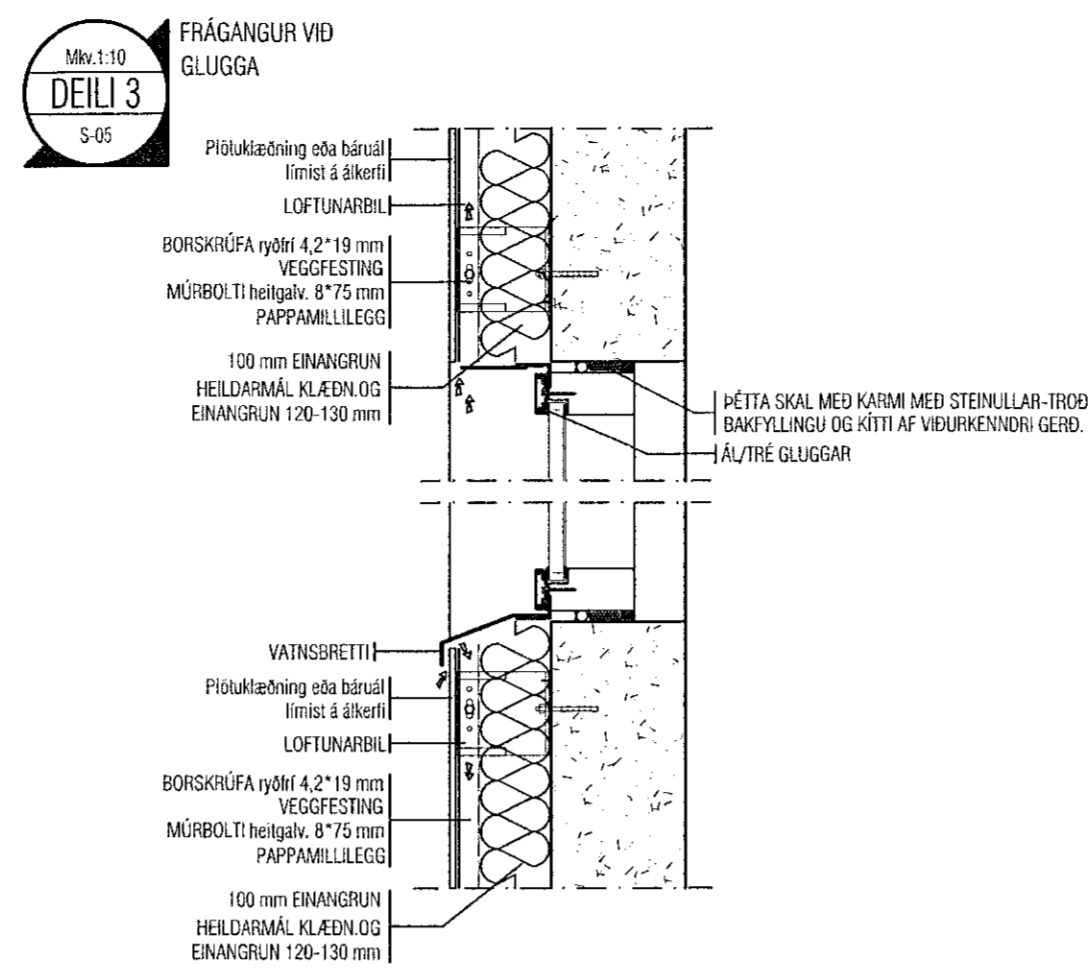 FRÁGANGUR VIÐ
GLUGGA
Mkv.1:10
DEILI 3
S-05
Plötuklæðning eða báruál
límist á álkerfi
LOFTUNARBIL
BORSKRÚFA ryðfrí 4,2*19 mm
VEGGFESTING
MÚRBOLTI heitgalv. 8*75 mm
PAPPAMILLILEGG
100 mm EINANGRUN
HEILDARMÁL KLÆÐN.OG
EINANGRUN 120-130 mm
ÞÉTTA SKAL MEÐ KARMI MEÐ STEINULLAR-TROÐ
BAKFYLLINGU OG KÍTTI AF VIÐURKENNDRI GERÐ.
ÁL/TRÉ GLUGGAR
VATNSBRETTI
Plötuklæðning eða báruál
límist á álkerfi
LOFTUNARBIL
BORSKRÚFA ryðfrí 4,2*19 mm
VEGGFESTING
MÚRBOLTI heitgalv. 8*75 mm
PAPPAMILLILEGG
100 mm EINANGRUN
HEILDARMÁL KLÆÐN.OG
EINANGRUN 120-130 mm